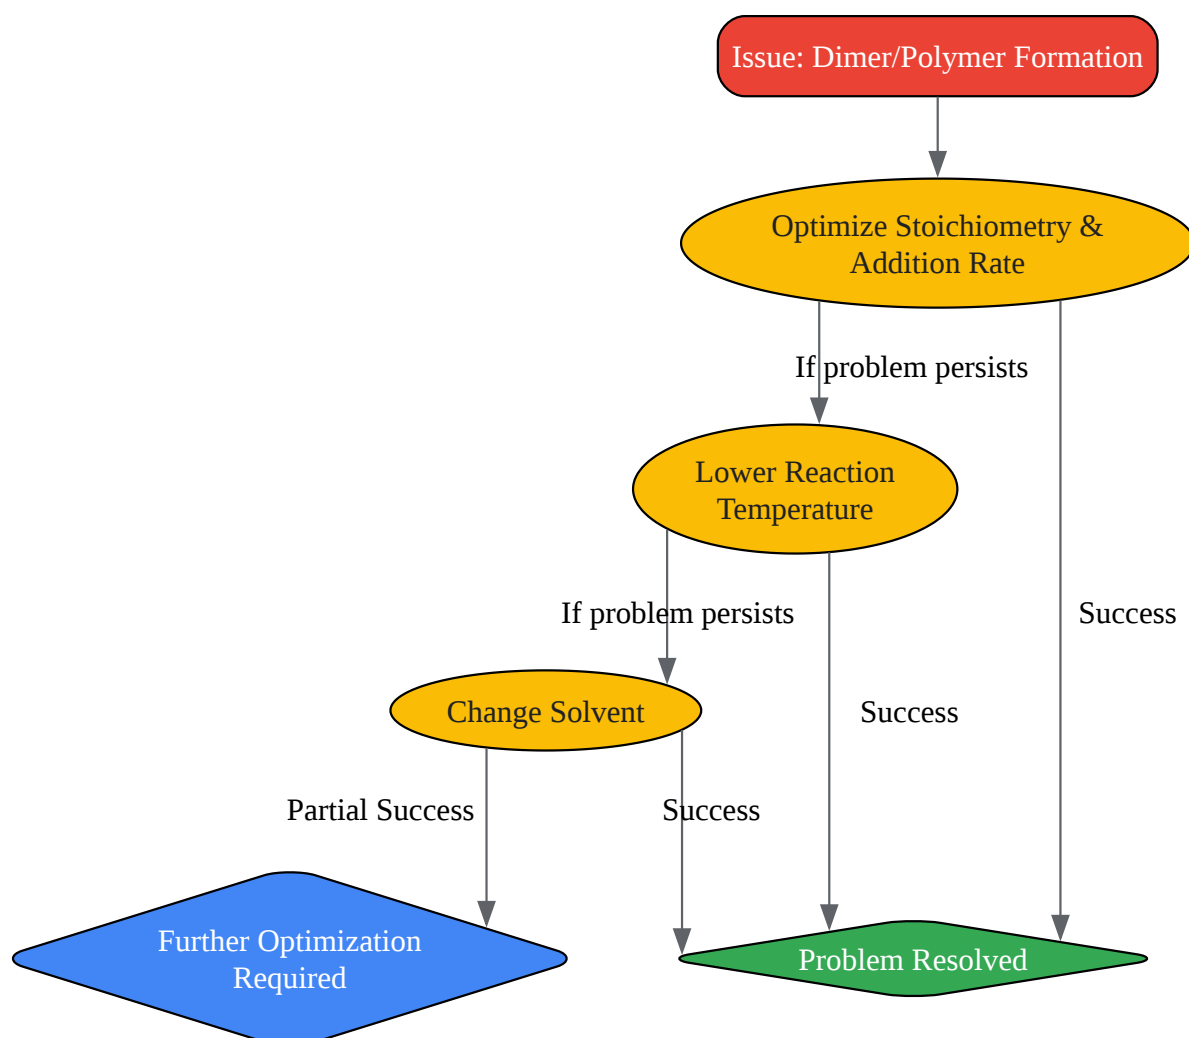 Issue: Dimer/Polymer Formation
Optimize Stoichiometry &
Addition Rate
If problem persists
Lower Reaction
Temperature
If problem persists
Success
Change Solvent
Success
Partial Success
Success
Further Optimization
Required
Problem Resolved